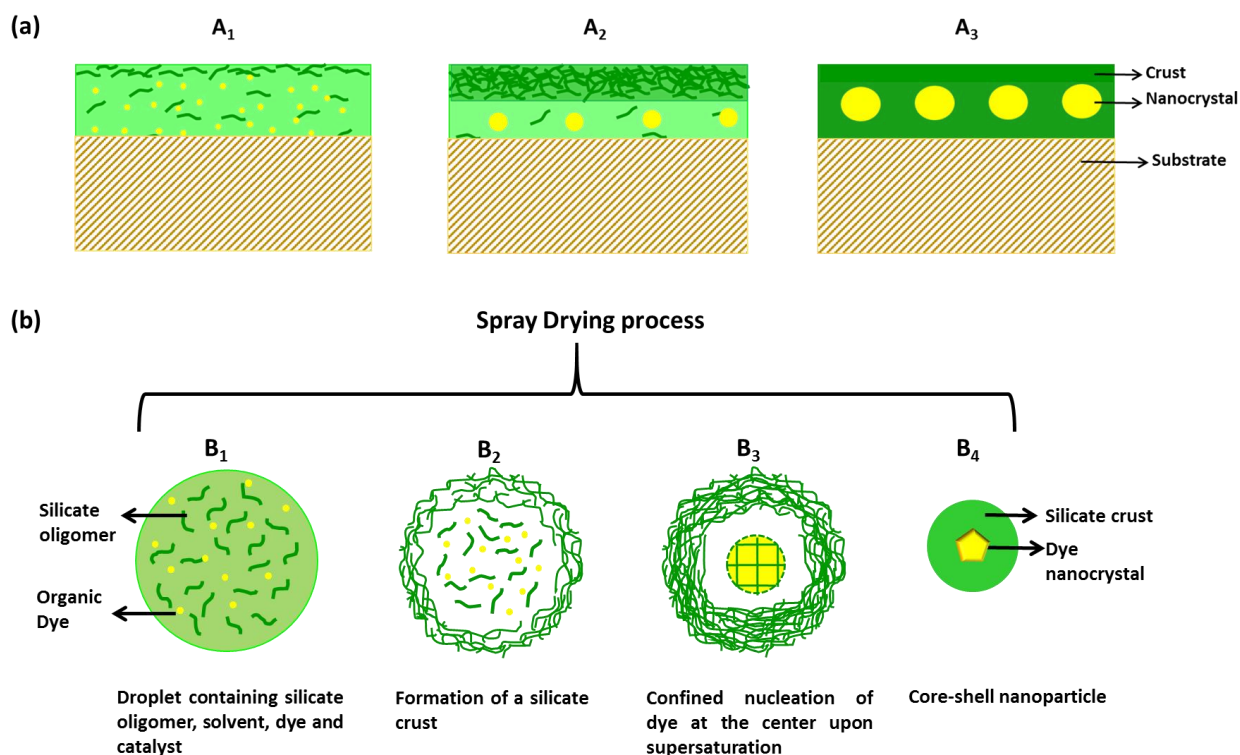 (a)
A₁
A₂
A₃
Crust
Nanocrystal
Substrate
(b)
Spray Drying process
B₁
B₂
B₃
B₄
Silicate
oligomer
Organic
Dye
Silicate crust
Dye
nanocrystal
Droplet containing silicate
oligomer, solvent, dye and
catalyst
Formation of a silicate
crust
Confined nucleation of
dye at the center upon
supersaturation
Core-shell nanoparticle